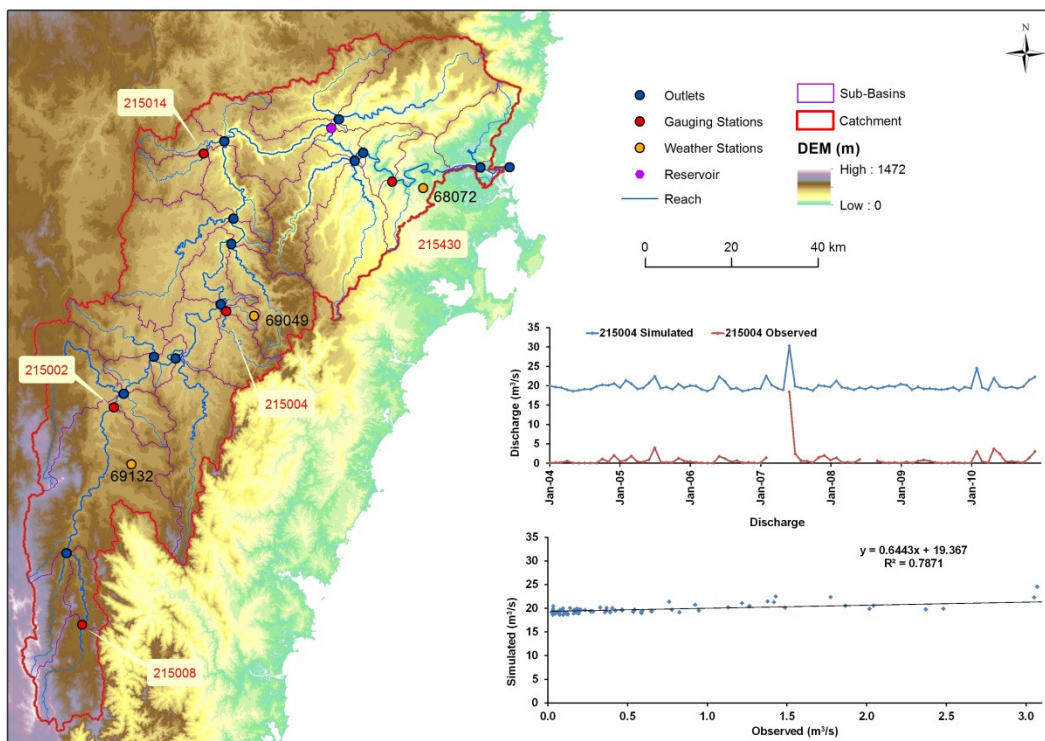 N
215014
Outlets
Gauging Stations
Weather Stations
Reservoir
Reach
Sub-Basins
Catchment
DEM (m)
High : 1472
Low : 0
68072
215430
0 20 40 km
69049
215002
215004
69132
215008
215004 Simulated 215004 Observed
35
30
25
20
15
10
5
0
Discharge (m³/s)
Jan-04 Jan-05 Jan-06 Jan-07 Jan-08 Jan-09 Jan-10
Discharge
y = 0.6443x + 19.367
R² = 0.7871
35
30
25
20
15
10
5
0
Simulated (m³/s)
0.0 0.5 1.0 1.5 2.0 2.5 3.0
Observed (m³/s)